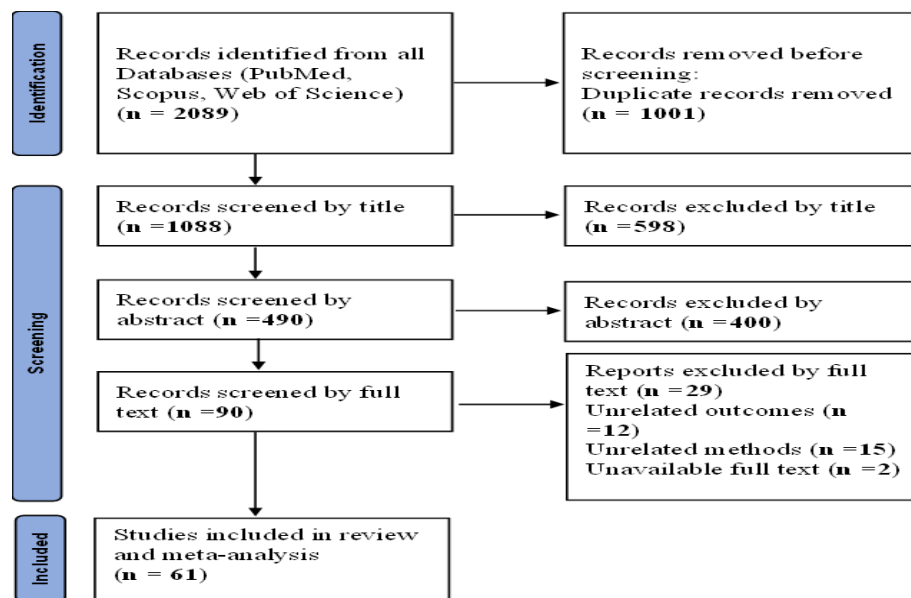 Identification
Records identified from all
Databases (PubMed,
Scopus, Web of Science)
(n = 2089)
Records removed before
screening:
Duplicate records removed
(n = 1001)
Screening
Records screened by title
(n =1088)
Records excluded by title
(n =598)
Records screened by
abstract (n =490)
Records excluded by
abstract (n =400)
Records screened by full
text (n =90)
Reports excluded by full
text (n =29)
Unrelated outcomes (n
=12)
Unrelated methods (n =15)
Unavailable full text (n =2)
Included
Studies included in review
and meta-analysis
(n = 61)